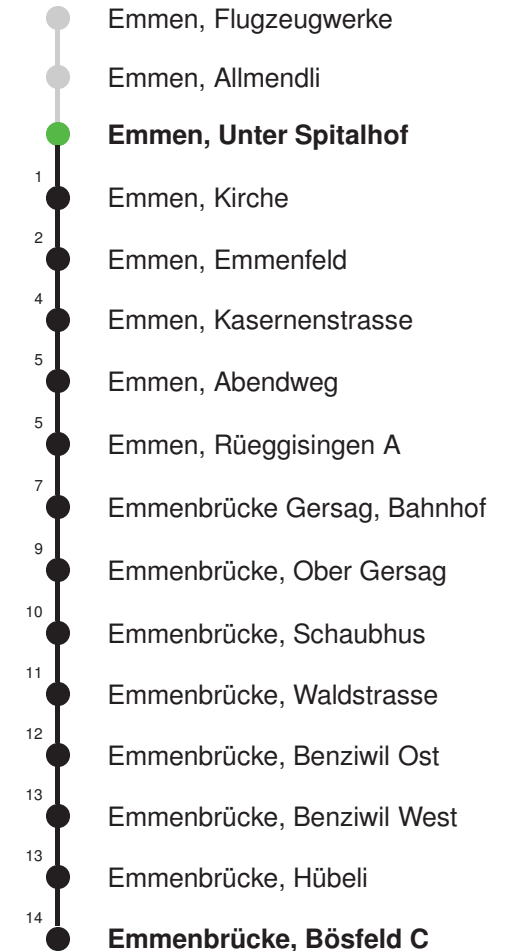 Emmen, Flugzeugwerke
Emmen, Allmendli
Emmen, Unter Spitalhof
1 Emmen, Kirche
2 Emmen, Emmenfeld
4 Emmen, Kasernenstrasse
5 Emmen, Abendweg
5 Emmen, Rüeggisingen A
7 Emmenbrücke Gersag, Bahnhof
9 Emmenbrücke, Ober Gersag
10 Emmenbrücke, Schaubhus
11 Emmenbrücke, Waldstrasse
12 Emmenbrücke, Benziwil Ost
13 Emmenbrücke, Benziwil West
13 Emmenbrücke, Hübeli
14 Emmenbrücke, Bösfeld C